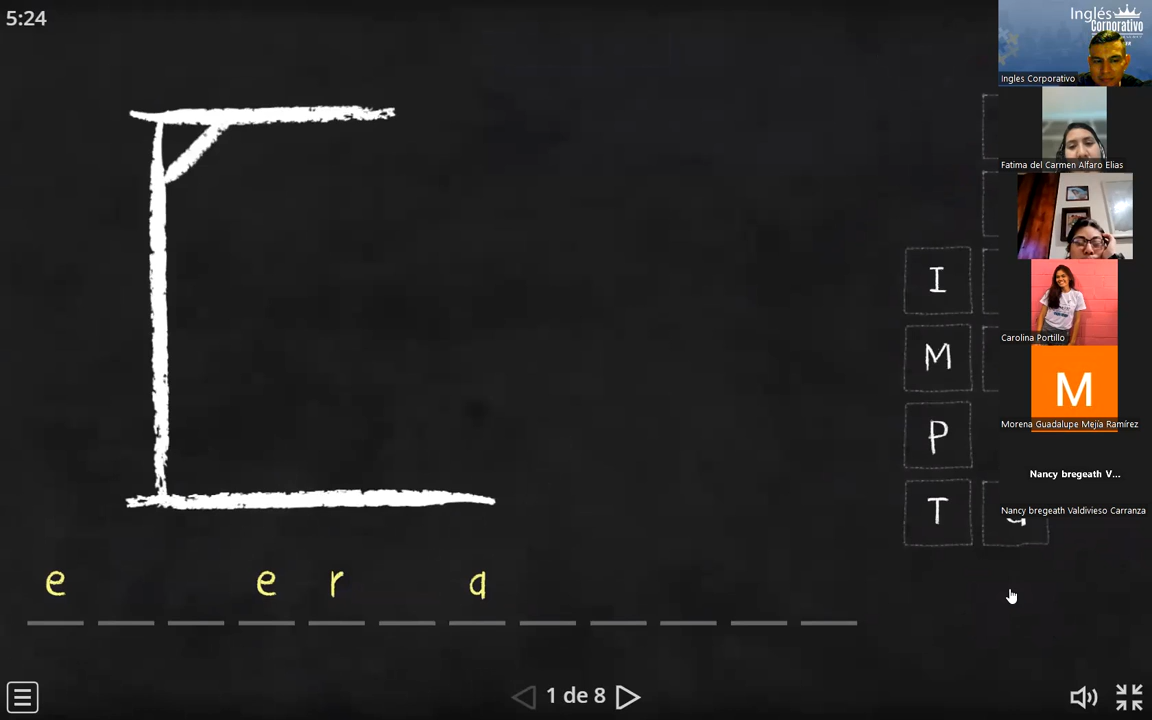 5:24
Inglés
Corporativo
Ingles Corporativo
Fatima del Carmen Alfaro Elias
I
M
Carolina Portillo
P
M
Morena Guadalupe Mejía Ramírez
Nancy bregeath V...
T
Nancy bregeath Valdivieso Carranza
e e r a
1 de 8